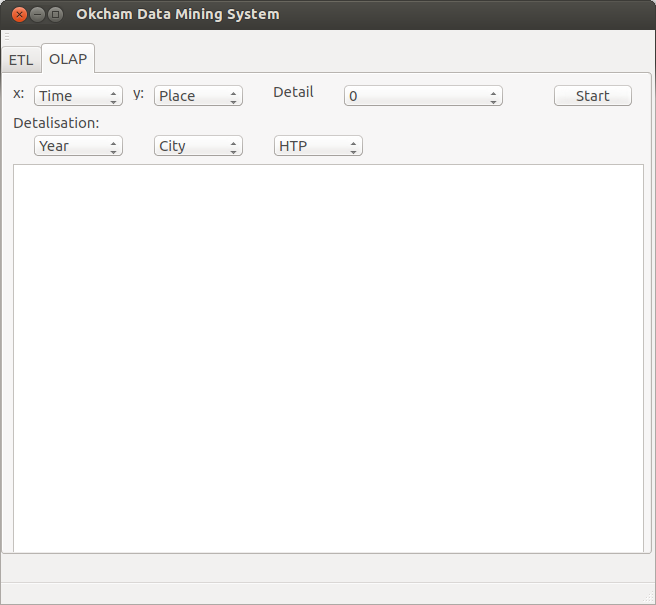 Okcham Data Mining System
ETL OLAP
x: Time y: Place Detail 0 Start
Detalisation:
Year City HTP